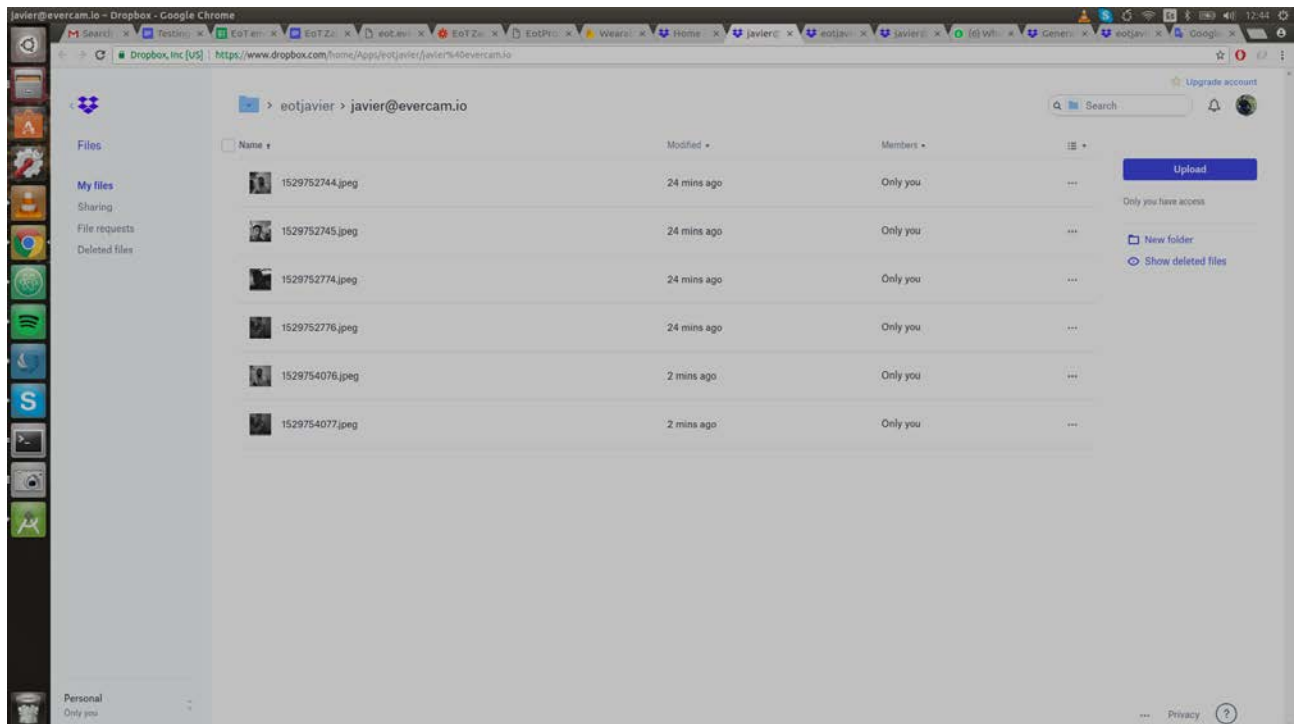 javier@evercam.io - Dropbox - Google Chrome
12:44
Dropbox, Inc [US] https://www.dropbox.com/home/Apps/eotjavier/javier%40evercam.io
Upgrade account
eotjavier > javier@evercam.io
Search
Files
My files
Sharing
File requests
Deleted files
Name Modified Members
1529752744.jpeg 24 mins ago Only you
1529752745.jpeg 24 mins ago Only you
1529752774.jpeg 24 mins ago Only you
1529752776.jpeg 24 mins ago Only you
1529754076.jpeg 2 mins ago Only you
1529754077.jpeg 2 mins ago Only you
Upload
Only you have access
New folder
Show deleted files
Personal
Only you
Privacy ?